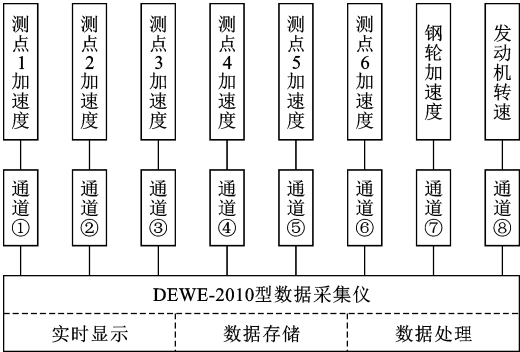 测点1加速度
测点2加速度
测点3加速度
测点4加速度
测点5加速度
测点6加速度
钢轮加速度
发动机转速
通道①
通道②
通道③
通道④
通道⑤
通道⑥
通道⑦
通道⑧
DEWE-2010型数据采集仪
实时显示
数据存储
数据处理